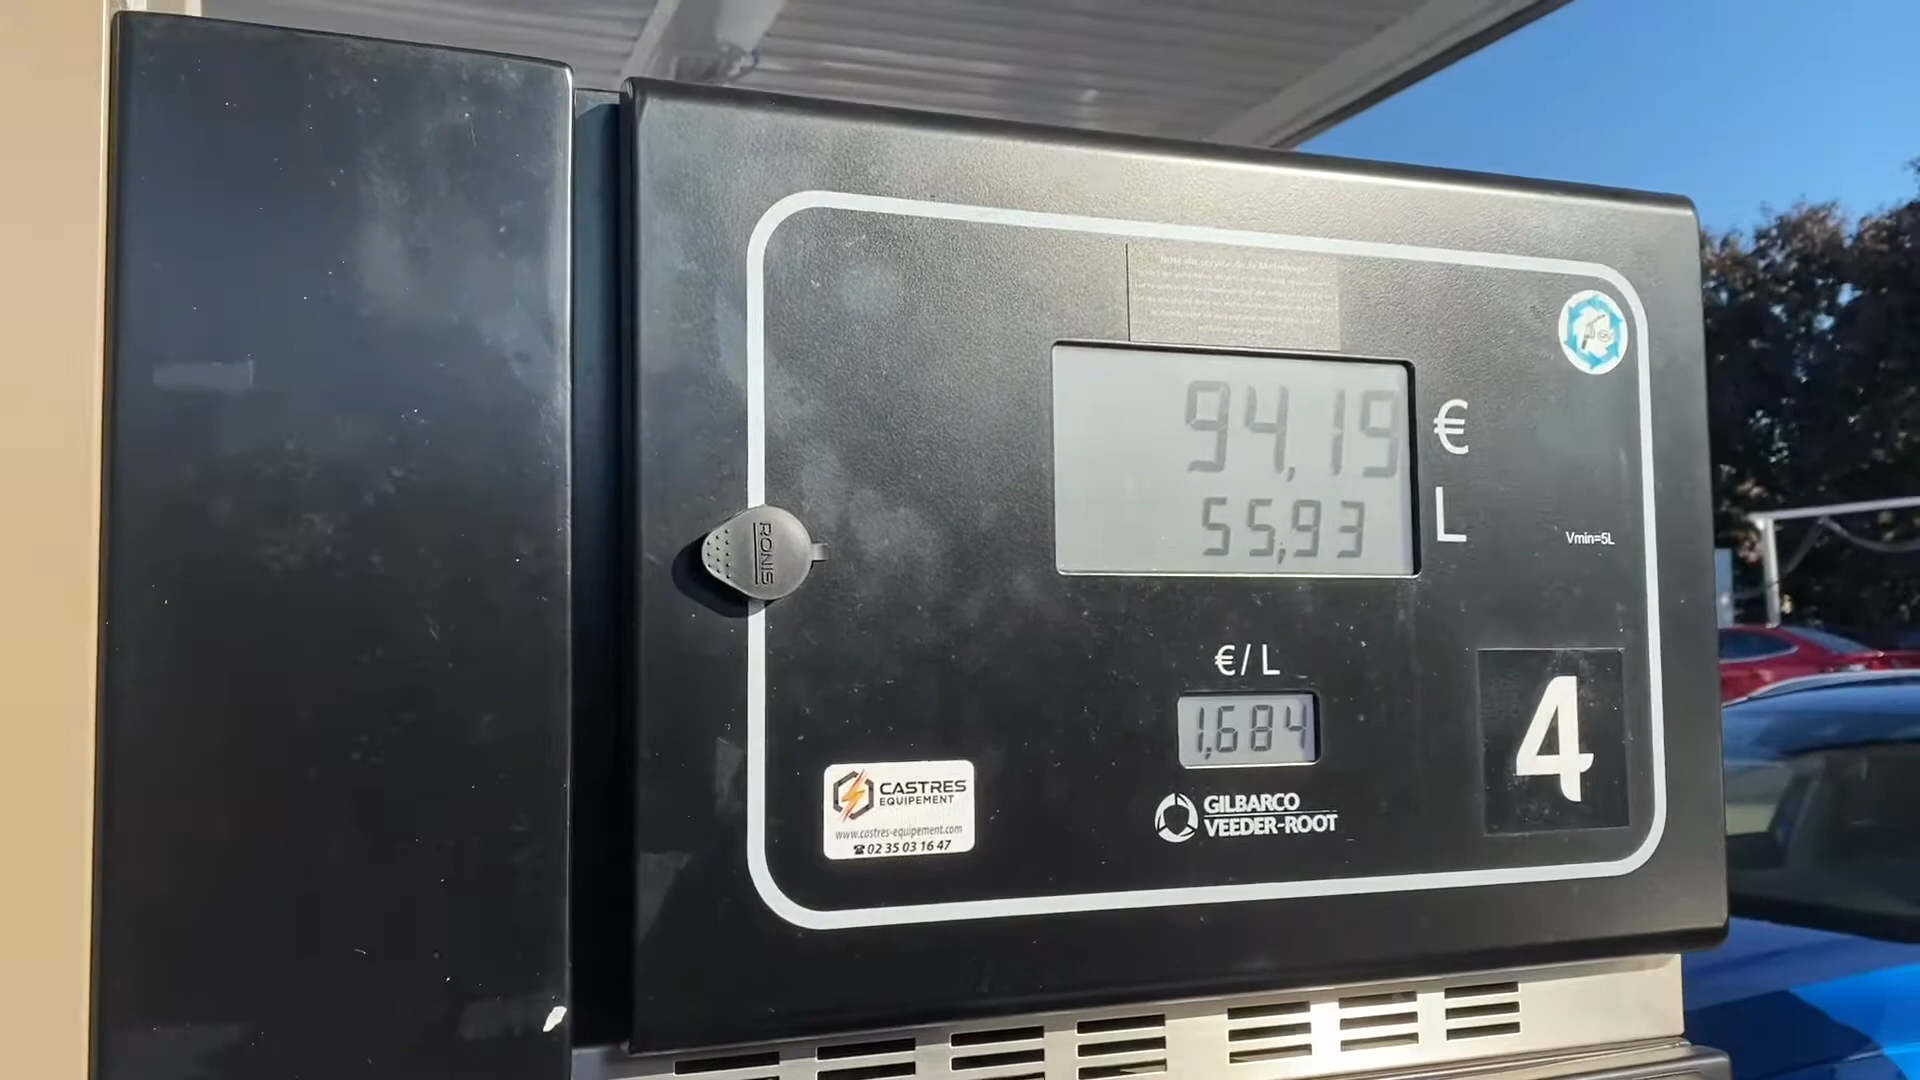 94,19 €
55,93 L
Vmin=5L
€/L
1,684
4
RONIS
CASTRES
EQUIPEMENT
www.castres-equipement.com
☎02 35 03 16 47
GILBARCO
VEEDER-ROOT